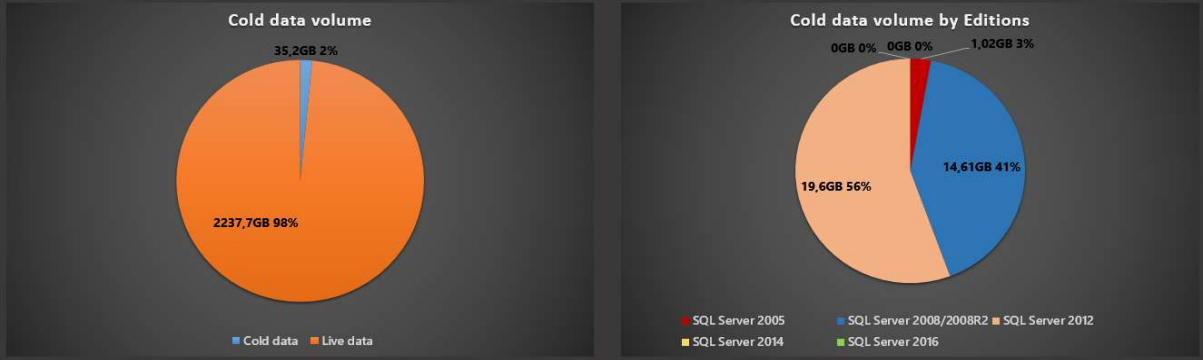 Cold data volume
35,2GB 2%
2237,7GB 98%
Cold data Live data
Cold data volume by Editions
0GB 0% 0GB 0% 1,02GB 3%
14,61GB 41%
19,6GB 56%
SQL Server 2005 SQL Server 2008/2008R2 SQL Server 2012
SQL Server 2014 SQL Server 2016